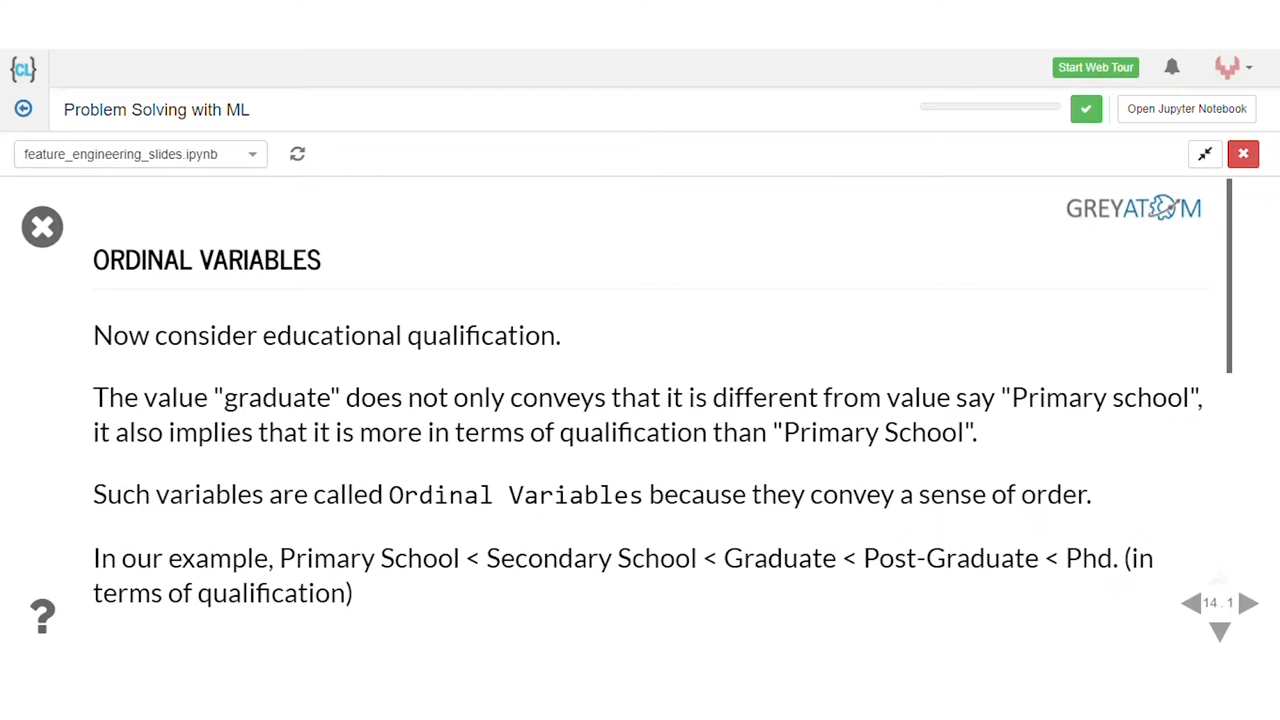 {CL}
Start Web Tour
Problem Solving with ML
Open Jupyter Notebook
feature_engineering_slides.ipynb
GREYATOM
ORDINAL VARIABLES
Now consider educational qualification.
The value "graduate" does not only conveys that it is different from value say "Primary school",
it also implies that it is more in terms of qualification than "Primary School".
Such variables are called Ordinal Variables because they convey a sense of order.
In our example, Primary School < Secondary School < Graduate < Post-Graduate < Phd. (in
terms of qualification)
?
14.1